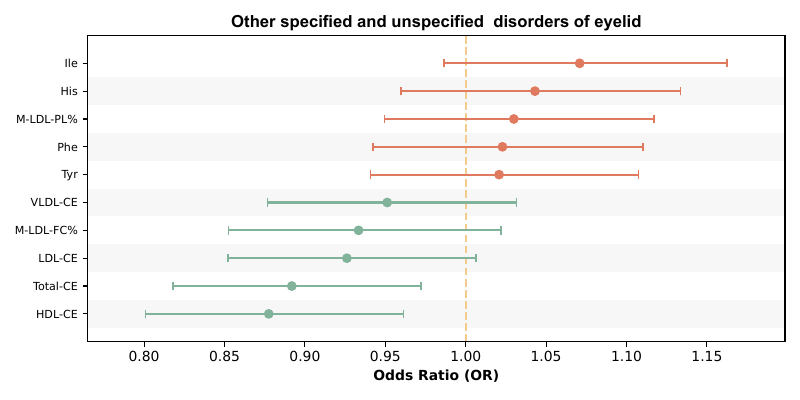 Other specified and unspecified  disorders of eyelid
Ile
His
M-LDL-PL%
Phe
Tyr
VLDL-CE
M-LDL-FC%
LDL-CE
Total-CE
HDL-CE
0.80 0.85 0.90 0.95 1.00 1.05 1.10 1.15
Odds Ratio (OR)